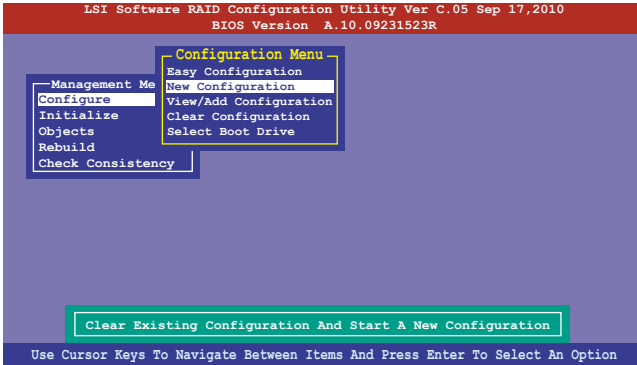 LSI Software RAID Configuration Utility Ver C.05 Sep 17,2010
BIOS Version A.10.09231523R
Configuration Menu
Easy Configuration
New Configuration
View/Add Configuration
Clear Configuration
Select Boot Drive
Management Me
Configure
Initialize
Objects
Rebuild
Check Consistency
Clear Existing Configuration And Start A New Configuration
Use Cursor Keys To Navigate Between Items And Press Enter To Select An Option